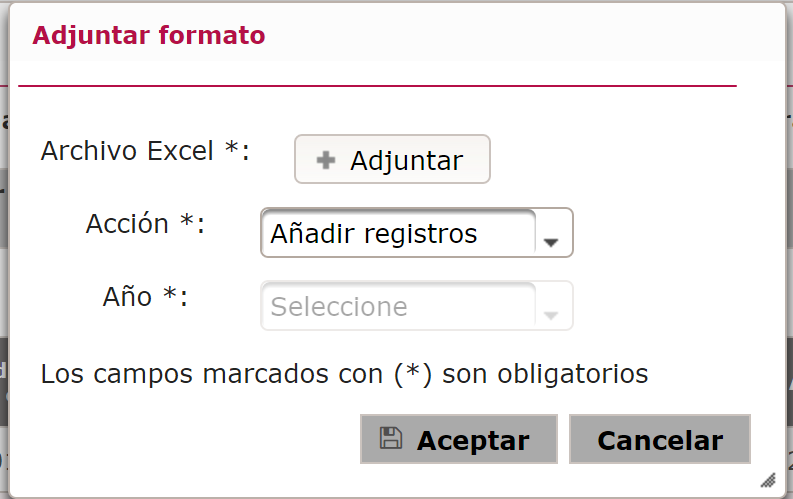 Adjuntar formato
Archivo Excel *:
Adjuntar
Acción *:
Añadir registros
Año *:
Seleccione
Los campos marcados con (*) son obligatorios
Aceptar
Cancelar